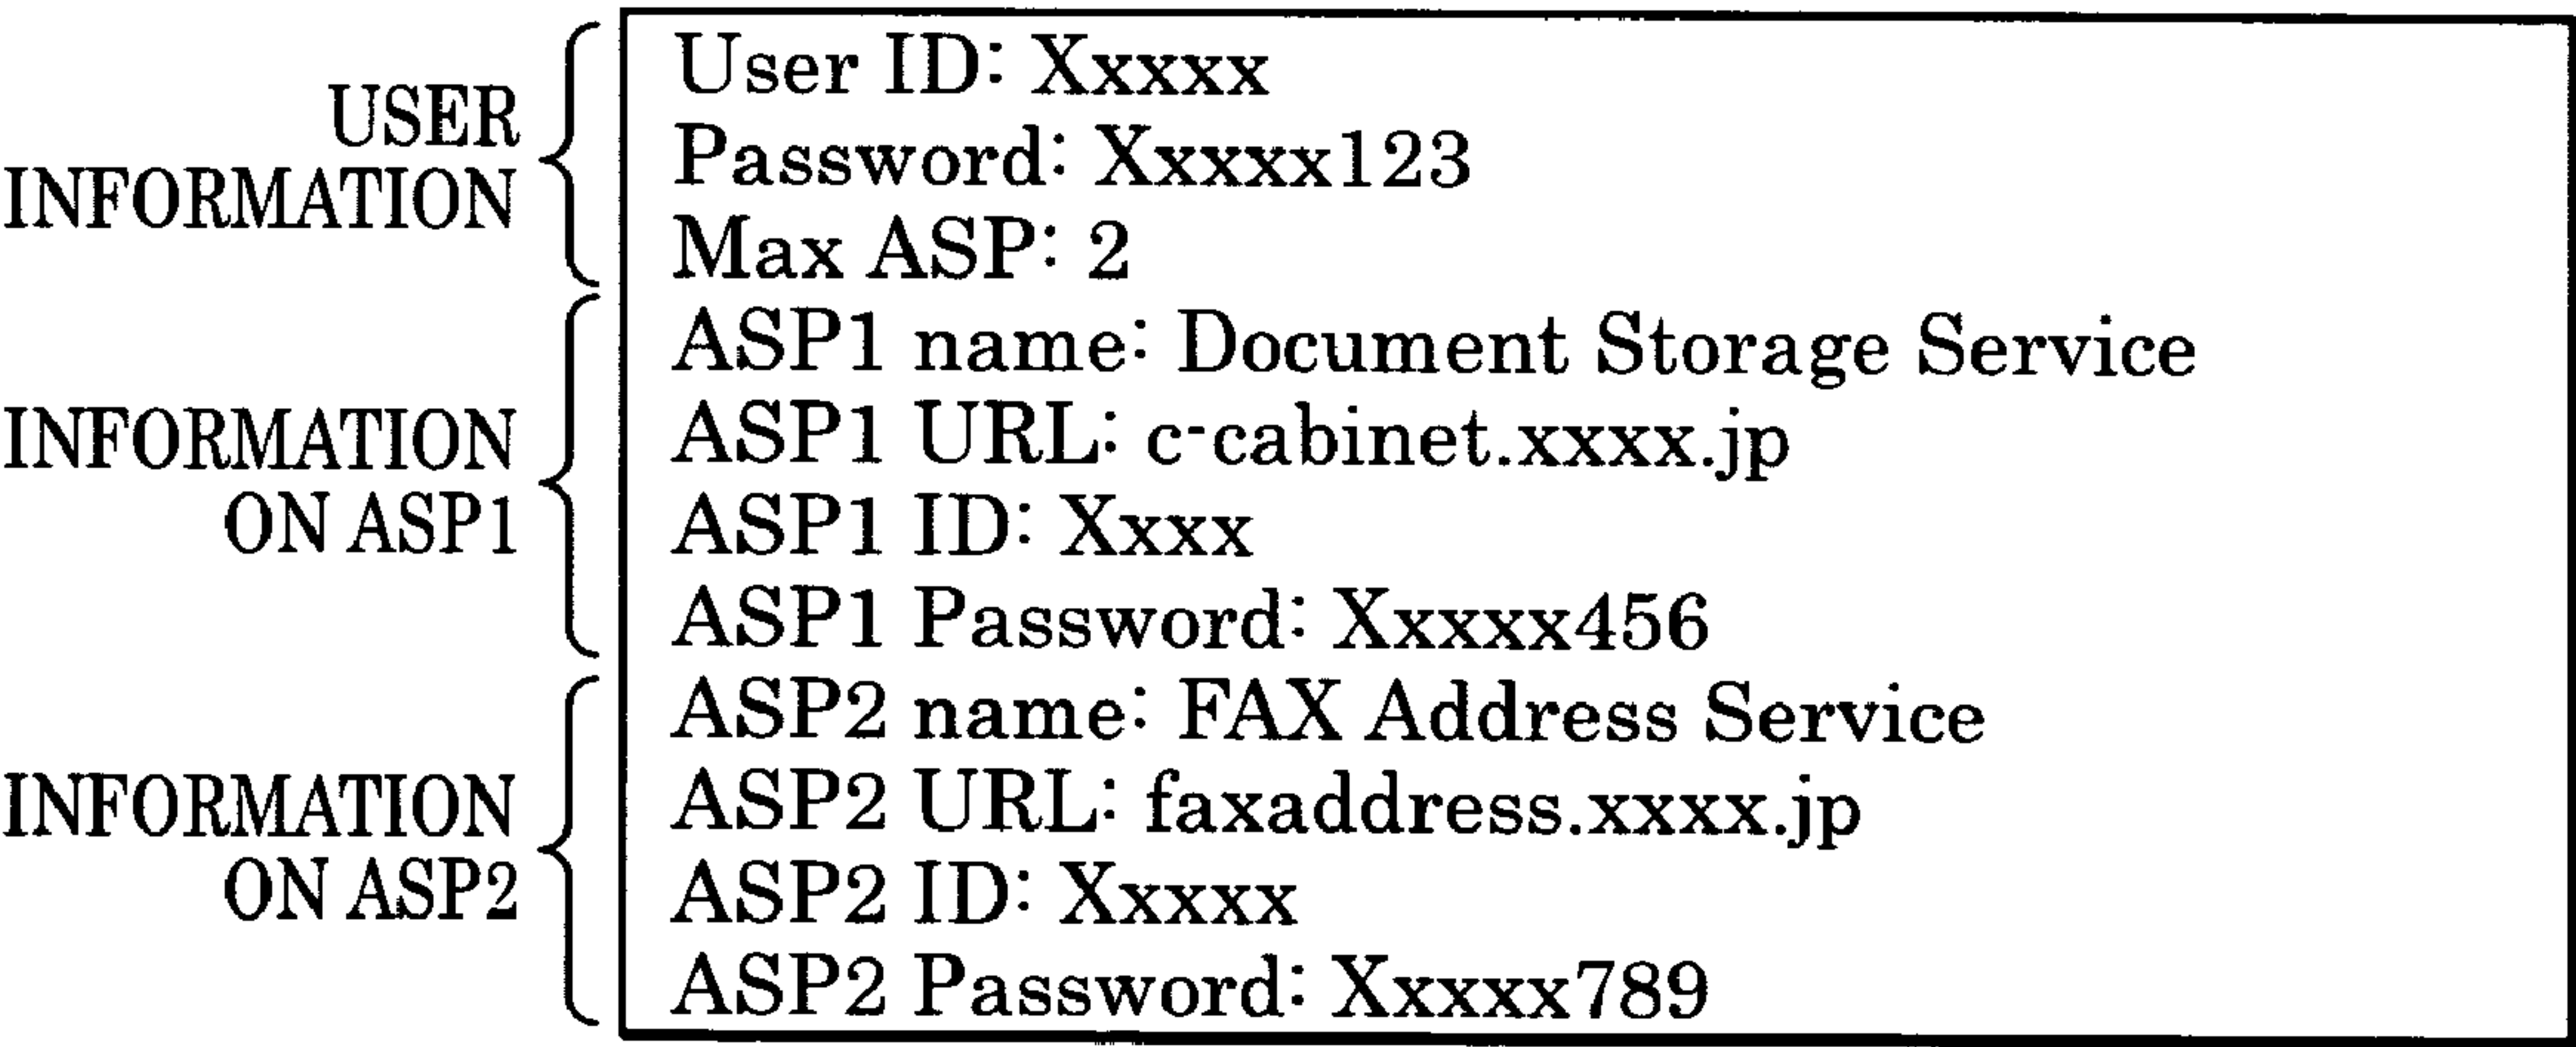 USER
INFORMATION
User ID: Xxxxx
Password: Xxxxx123
Max ASP: 2
INFORMATION
ON ASP1
ASP1 name: Document Storage Service
ASP1 URL: c-cabinet.xxxx.jp
ASP1 ID: Xxxx
ASP1 Password: Xxxxx456
INFORMATION
ON ASP2
ASP2 name: FAX Address Service
ASP2 URL: faxaddress.xxxx.jp
ASP2 ID: Xxxxx
ASP2 Password: Xxxxx789